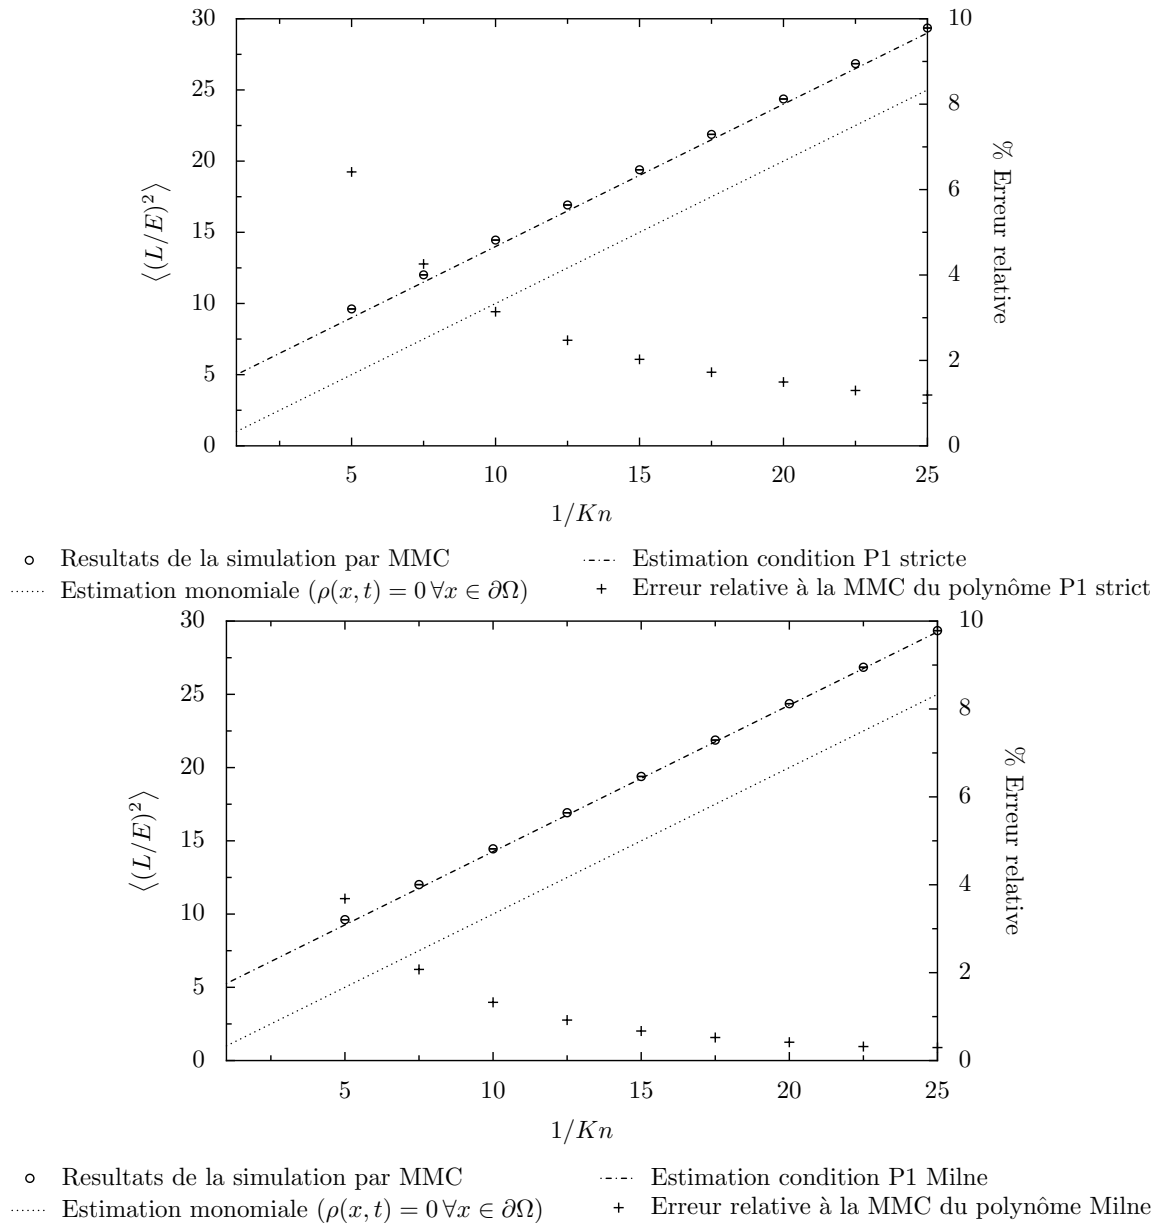 30
25
20
15
10
5
0
10
8
6
4
2
0
5
10
15
20
25
⟨(L/E)²⟩
% Erreur relative
1/Kn
Resultats de la simulation par MMC
Estimation monomiale (ρ(x, t) = 0 ∀x ∈ ∂Ω)
Estimation condition P1 stricte
Erreur relative à la MMC du polynôme P1 strict
30
25
20
15
10
5
0
10
8
6
4
2
0
5
10
15
20
25
⟨(L/E)²⟩
% Erreur relative
1/Kn
Resultats de la simulation par MMC
Estimation monomiale (ρ(x, t) = 0 ∀x ∈ ∂Ω)
Estimation condition P1 Milne
Erreur relative à la MMC du polynôme Milne